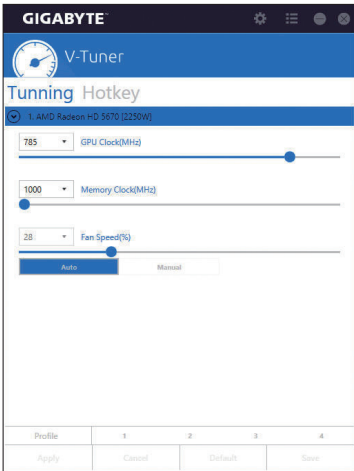 GIGABYTE™
V-Tuner
Tunning Hotkey
1. AMD Radeon HD 5670 [2250W]
785 GPU Clock(MHz)
1000 Memory Clock(MHz)
28 Fan Speed(%)
Auto Manual
Profile 1 2 3 4
Apply Cancel Default Save